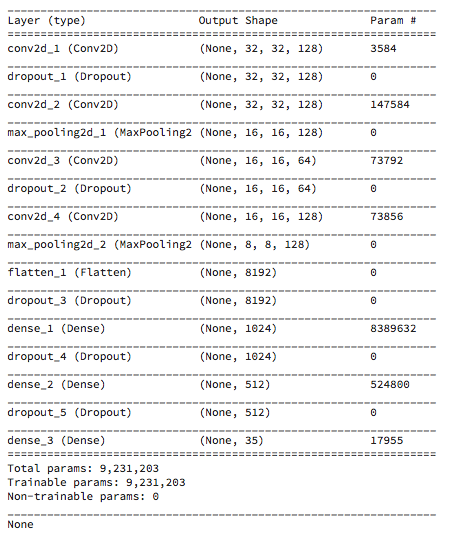 _________________________________________________________________
Layer (type)                 Output Shape              Param #
=================================================================
conv2d_1 (Conv2D)            (None, 32, 32, 128)       3584
_________________________________________________________________
dropout_1 (Dropout)          (None, 32, 32, 128)       0
_________________________________________________________________
conv2d_2 (Conv2D)            (None, 32, 32, 128)       147584
_________________________________________________________________
max_pooling2d_1 (MaxPooling2 (None, 16, 16, 128)       0
_________________________________________________________________
conv2d_3 (Conv2D)            (None, 16, 16, 64)        73792
_________________________________________________________________
dropout_2 (Dropout)          (None, 16, 16, 64)        0
_________________________________________________________________
conv2d_4 (Conv2D)            (None, 16, 16, 128)       73856
_________________________________________________________________
max_pooling2d_2 (MaxPooling2 (None, 8, 8, 128)         0
_________________________________________________________________
flatten_1 (Flatten)          (None, 8192)              0
_________________________________________________________________
dropout_3 (Dropout)          (None, 8192)              0
_________________________________________________________________
dense_1 (Dense)              (None, 1024)              8389632
_________________________________________________________________
dropout_4 (Dropout)          (None, 1024)              0
_________________________________________________________________
dense_2 (Dense)              (None, 512)               524800
_________________________________________________________________
dropout_5 (Dropout)          (None, 512)               0
_________________________________________________________________
dense_3 (Dense)              (None, 35)                17955
=================================================================
Total params: 9,231,203
Trainable params: 9,231,203
Non-trainable params: 0
_________________________________________________________________
None